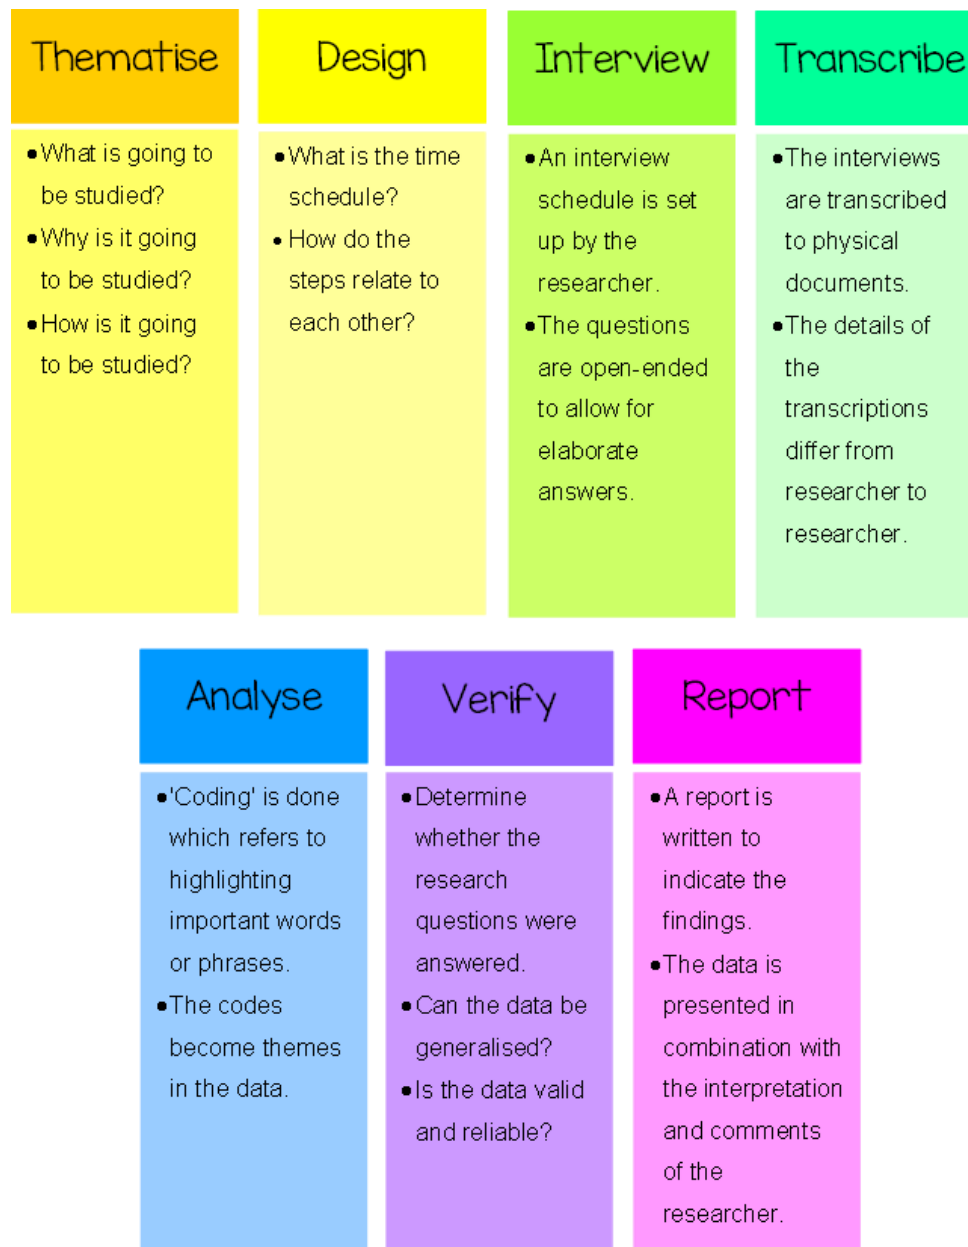 Thematise
•What is going to
be studied?
•Why is it going
to be studied?
•How is it going
to be studied?
Design
•What is the time
schedule?
• How do the
steps relate to
each other?
Interview
•An interview
schedule is set
up by the
researcher.
•The questions
are open-ended
to allow for
elaborate
answers.
Transcribe
•The interviews
are transcribed
to physical
documents.
•The details of
the
transcriptions
differ from
researcher to
researcher.
Analyse
•'Coding' is done
which refers to
highlighting
important words
or phrases.
•The codes
become themes
in the data.
Verify
•Determine
whether the
research
questions were
answered.
•Can the data be
generalised?
•Is the data valid
and reliable?
Report
•A report is
written to
indicate the
findings.
•The data is
presented in
combination with
the interpretation
and comments
of the
researcher.